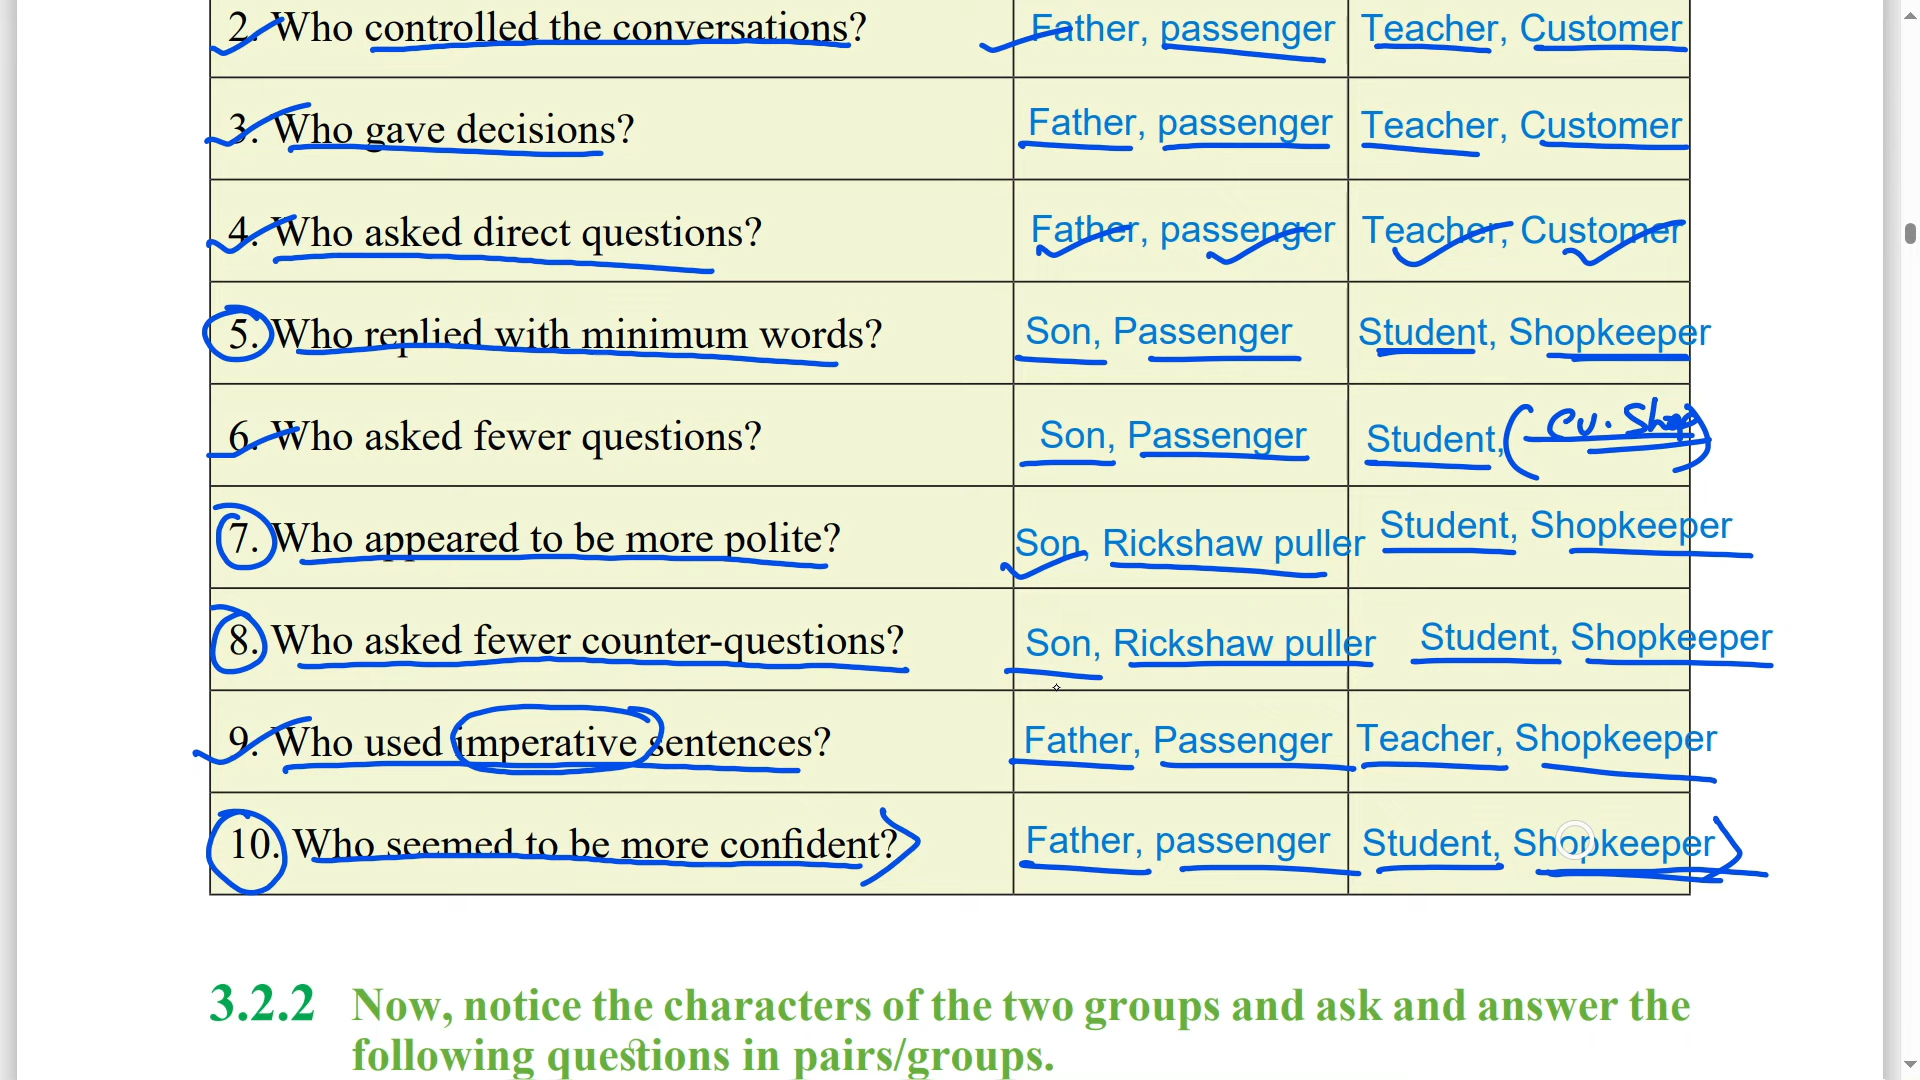 2. Who controlled the conversations? Father, passenger Teacher, Customer
3. Who gave decisions? Father, passenger Teacher, Customer
4. Who asked direct questions? Father, passenger Teacher, Customer
5. Who replied with minimum words? Son, Passenger Student, Shopkeeper
6. Who asked fewer questions? Son, Passenger Student,
7. Who appeared to be more polite? Son, Rickshaw puller Student, Shopkeeper
8. Who asked fewer counter-questions? Son, Rickshaw puller Student, Shopkeeper
9. Who used imperative sentences? Father, Passenger Teacher, Shopkeeper
10. Who seemed to be more confident? Father, passenger Student, Shopkeeper
3.2.2 Now, notice the characters of the two groups and ask and answer the
following questions in pairs/groups.